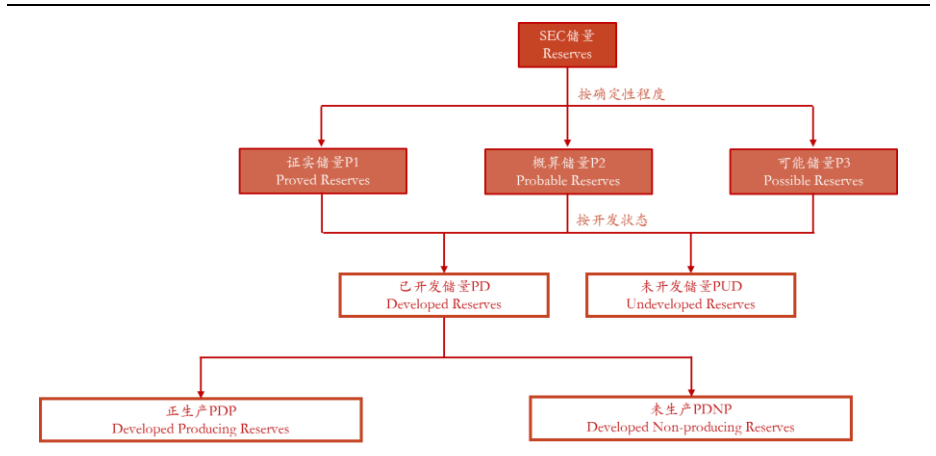 SEC储量
Reserves
按确定性程度
证实储量P1
Proved Reserves
概算储量P2
Probable Reserves
可能储量P3
Possible Reserves
按开发状态
已开发储量PD
Developed Reserves
未开发储量PUD
Undeveloped Reserves
正生产PDP
Developed Producing Reserves
未生产PDNP
Developed Non-producing Reserves